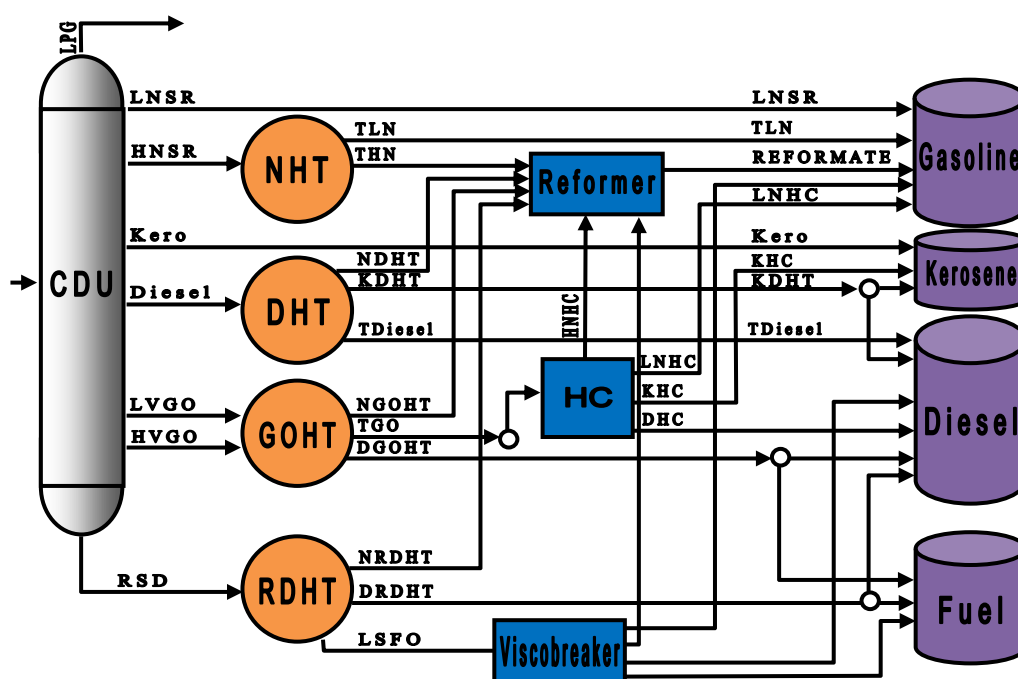 LPG
LNSR LNSR
TLN TLN
HNSR THN REFORMATE
NHT Reformer Gasoline
LNHC
Kero Kero
NDHT KHC
CDU KDHT KDHT Kerosene
Diesel DHT
HNHC
TDiesel TDiesel
LNHC
HC KHC
LVGO NGOHT DHC
TGO Diesel
HVGO GOHT DGOHT
NRDHT
RSD RDHT DRDHT Fuel
LSFO Viscobreaker